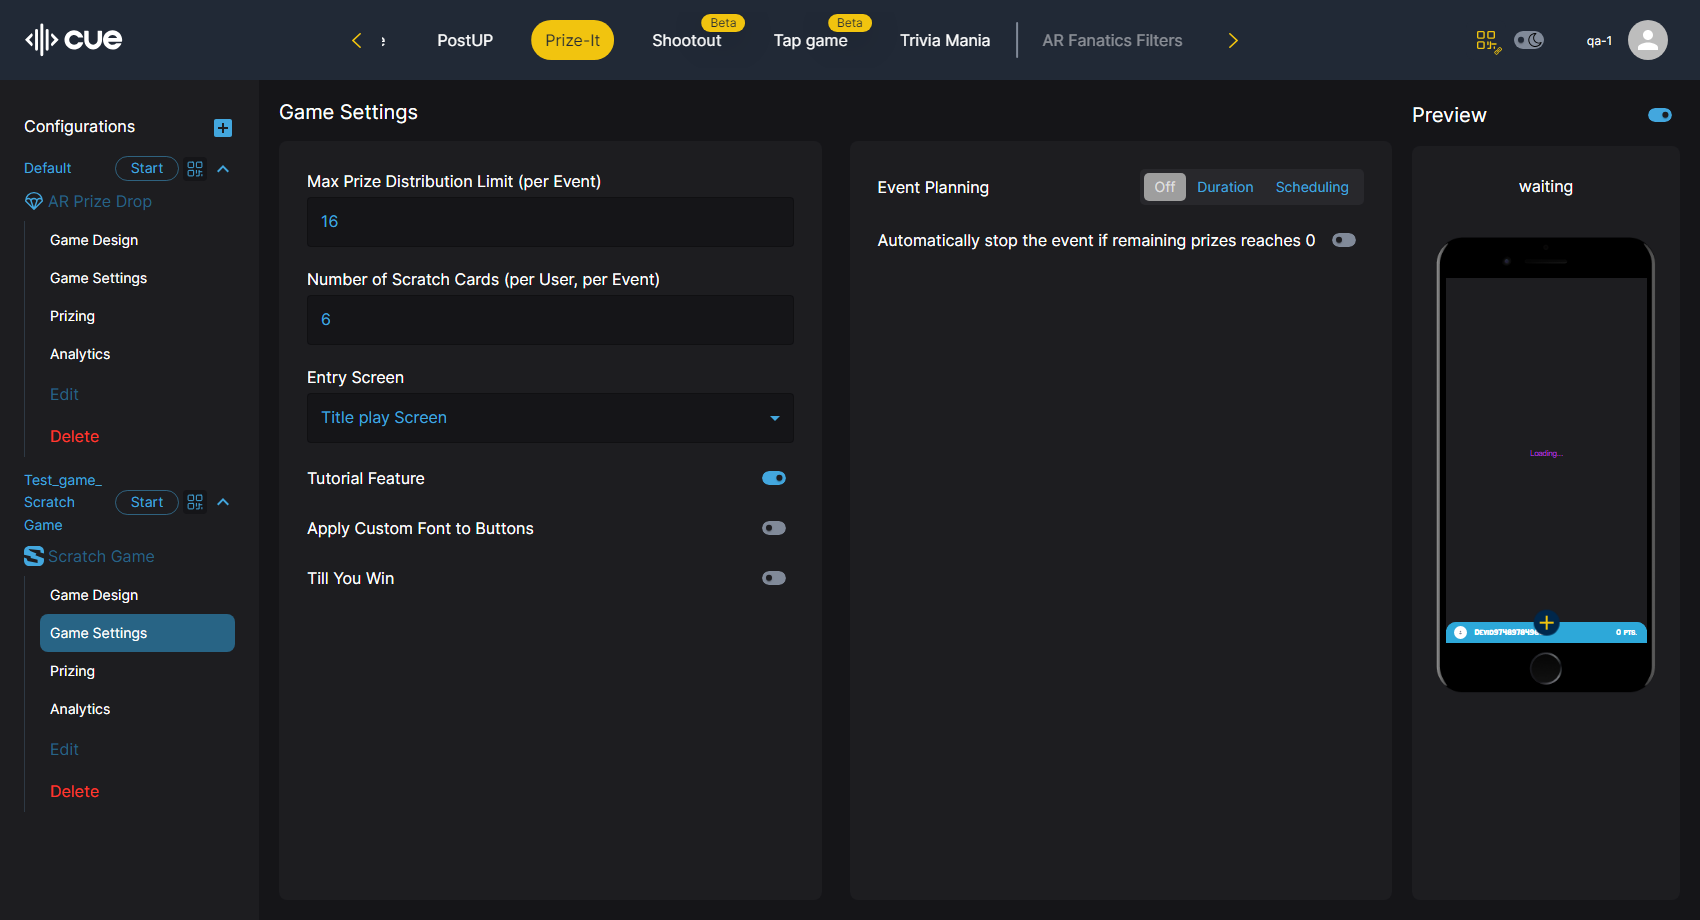 cue
PostUP
Prize-It
Shootout
Beta
Tap game
Beta
Trivia Mania
AR Fanatics Filters
qa-1
Configurations
Default
Start
AR Prize Drop
Game Design
Game Settings
Prizing
Analytics
Edit
Delete
Test_game_
Scratch
Game
Start
Scratch Game
Game Design
Game Settings
Prizing
Analytics
Edit
Delete
Game Settings
Max Prize Distribution Limit (per Event)
16
Number of Scratch Cards (per User, per Event)
6
Entry Screen
Title play Screen
Tutorial Feature
Apply Custom Font to Buttons
Till You Win
Event Planning
Off
Duration
Scheduling
Automatically stop the event if remaining prizes reaches 0
Preview
waiting
Loading...
0 PTS.